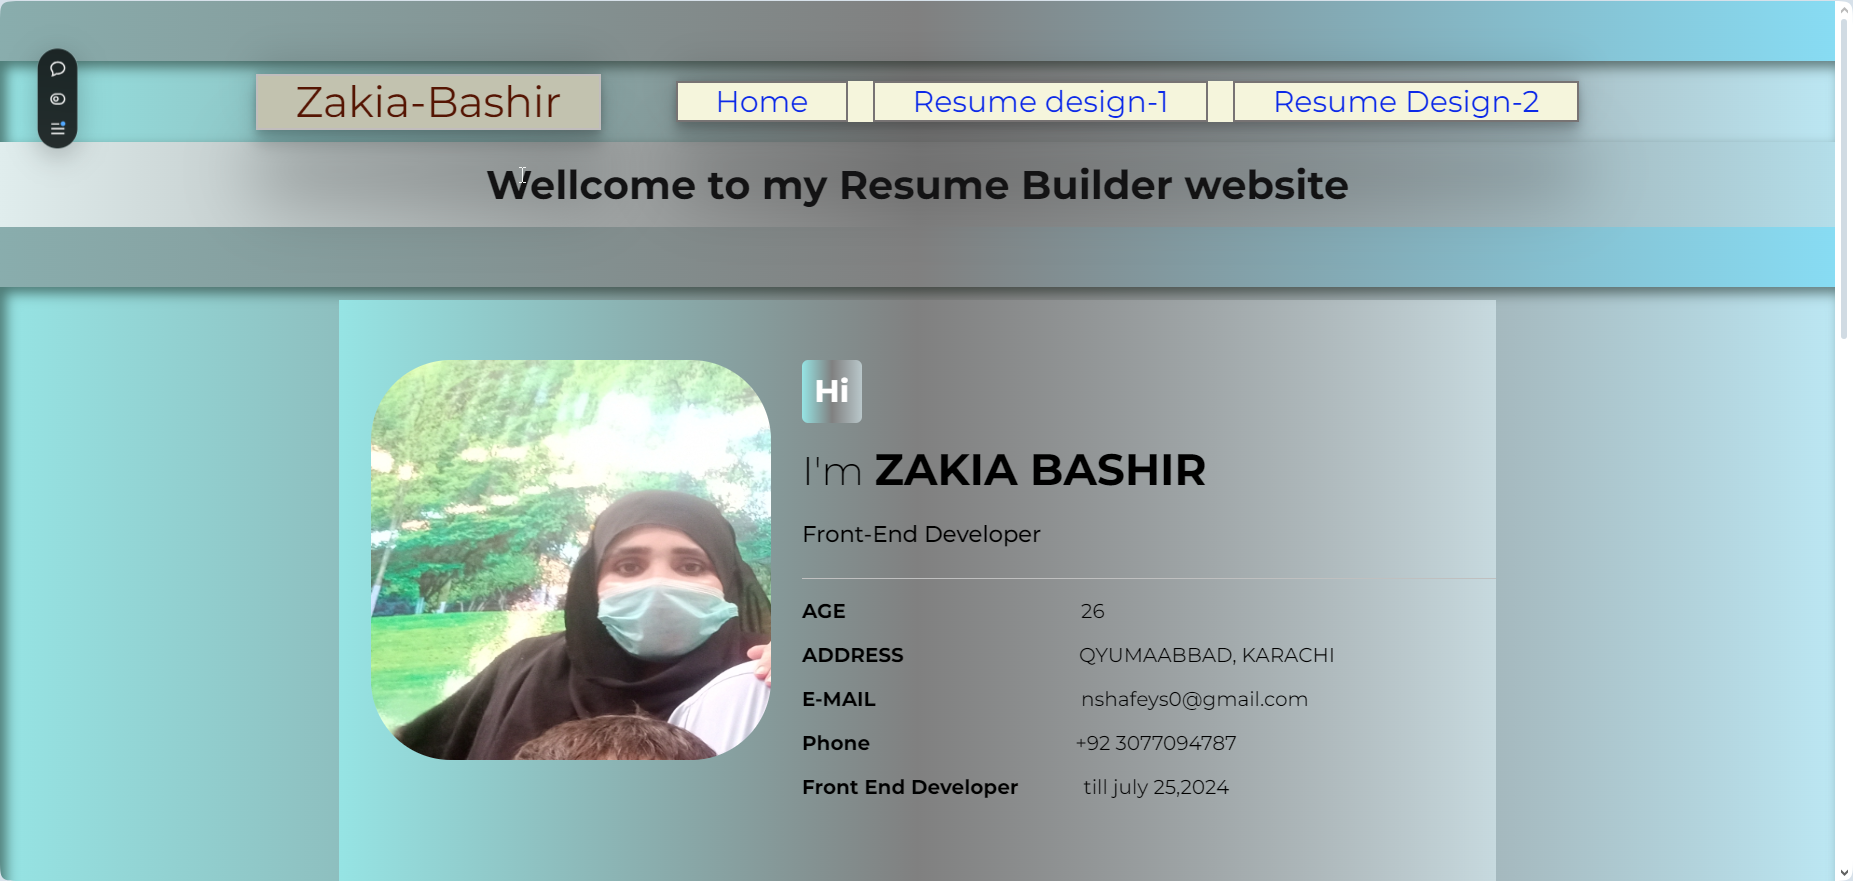 Zakia-Bashir
Home
Resume design-1
Resume Design-2
Wellcome to my Resume Builder website
Hi
I'm ZAKIA BASHIR
Front-End Developer
AGE 26
ADDRESS QYUMAABBAD, KARACHI
E-MAIL nshafeys0@gmail.com
Phone +92 3077094787
Front End Developer till july 25,2024